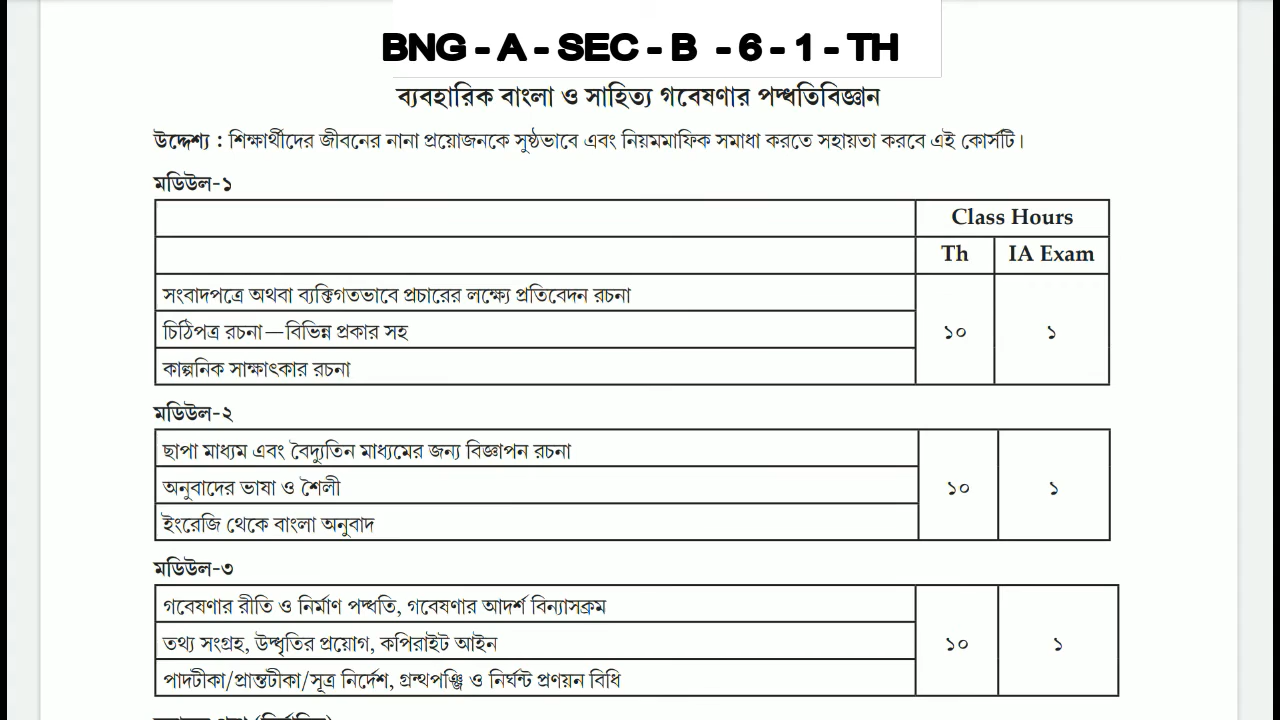 BNG - A - SEC - B - 6 - 1 - TH
ব্যবহারিক বাংলা ও সাহিত্য গবেষণার পদ্ধতিবিজ্ঞান
উদ্দেশ্য : শিক্ষার্থীদের জীবনের নানা প্রয়োজনকে সুষ্ঠভাবে এবং নিয়মমাফিক সমাধা করতে সহায়তা করবে এই কোর্সটি।
মডিউল-১
Class Hours
Th IA Exam
সংবাদপত্রে অথবা ব্যক্তিগতভাবে প্রচারের লক্ষ্যে প্রতিবেদন রচনা
চিঠিপত্র রচনা—বিভিন্ন প্রকার সহ ১০ ১
কাল্পনিক সাক্ষাৎকার রচনা
মডিউল-২
ছাপা মাধ্যম এবং বৈদ্যুতিন মাধ্যমের জন্য বিজ্ঞাপন রচনা
অনুবাদের ভাষা ও শৈলী ১০ ১
ইংরেজি থেকে বাংলা অনুবাদ
মডিউল-৩
গবেষণার রীতি ও নির্মাণ পদ্ধতি, গবেষণার আদর্শ বিন্যাসক্রম
তথ্য সংগ্রহ, উদ্ধৃতির প্রয়োগ, কপিরাইট আইন ১০ ১
পাদটীকা/প্রান্তটীকা/সূত্র নির্দেশ, গ্রন্থপঞ্জি ও নির্ঘন্ট প্রণয়ন বিধি